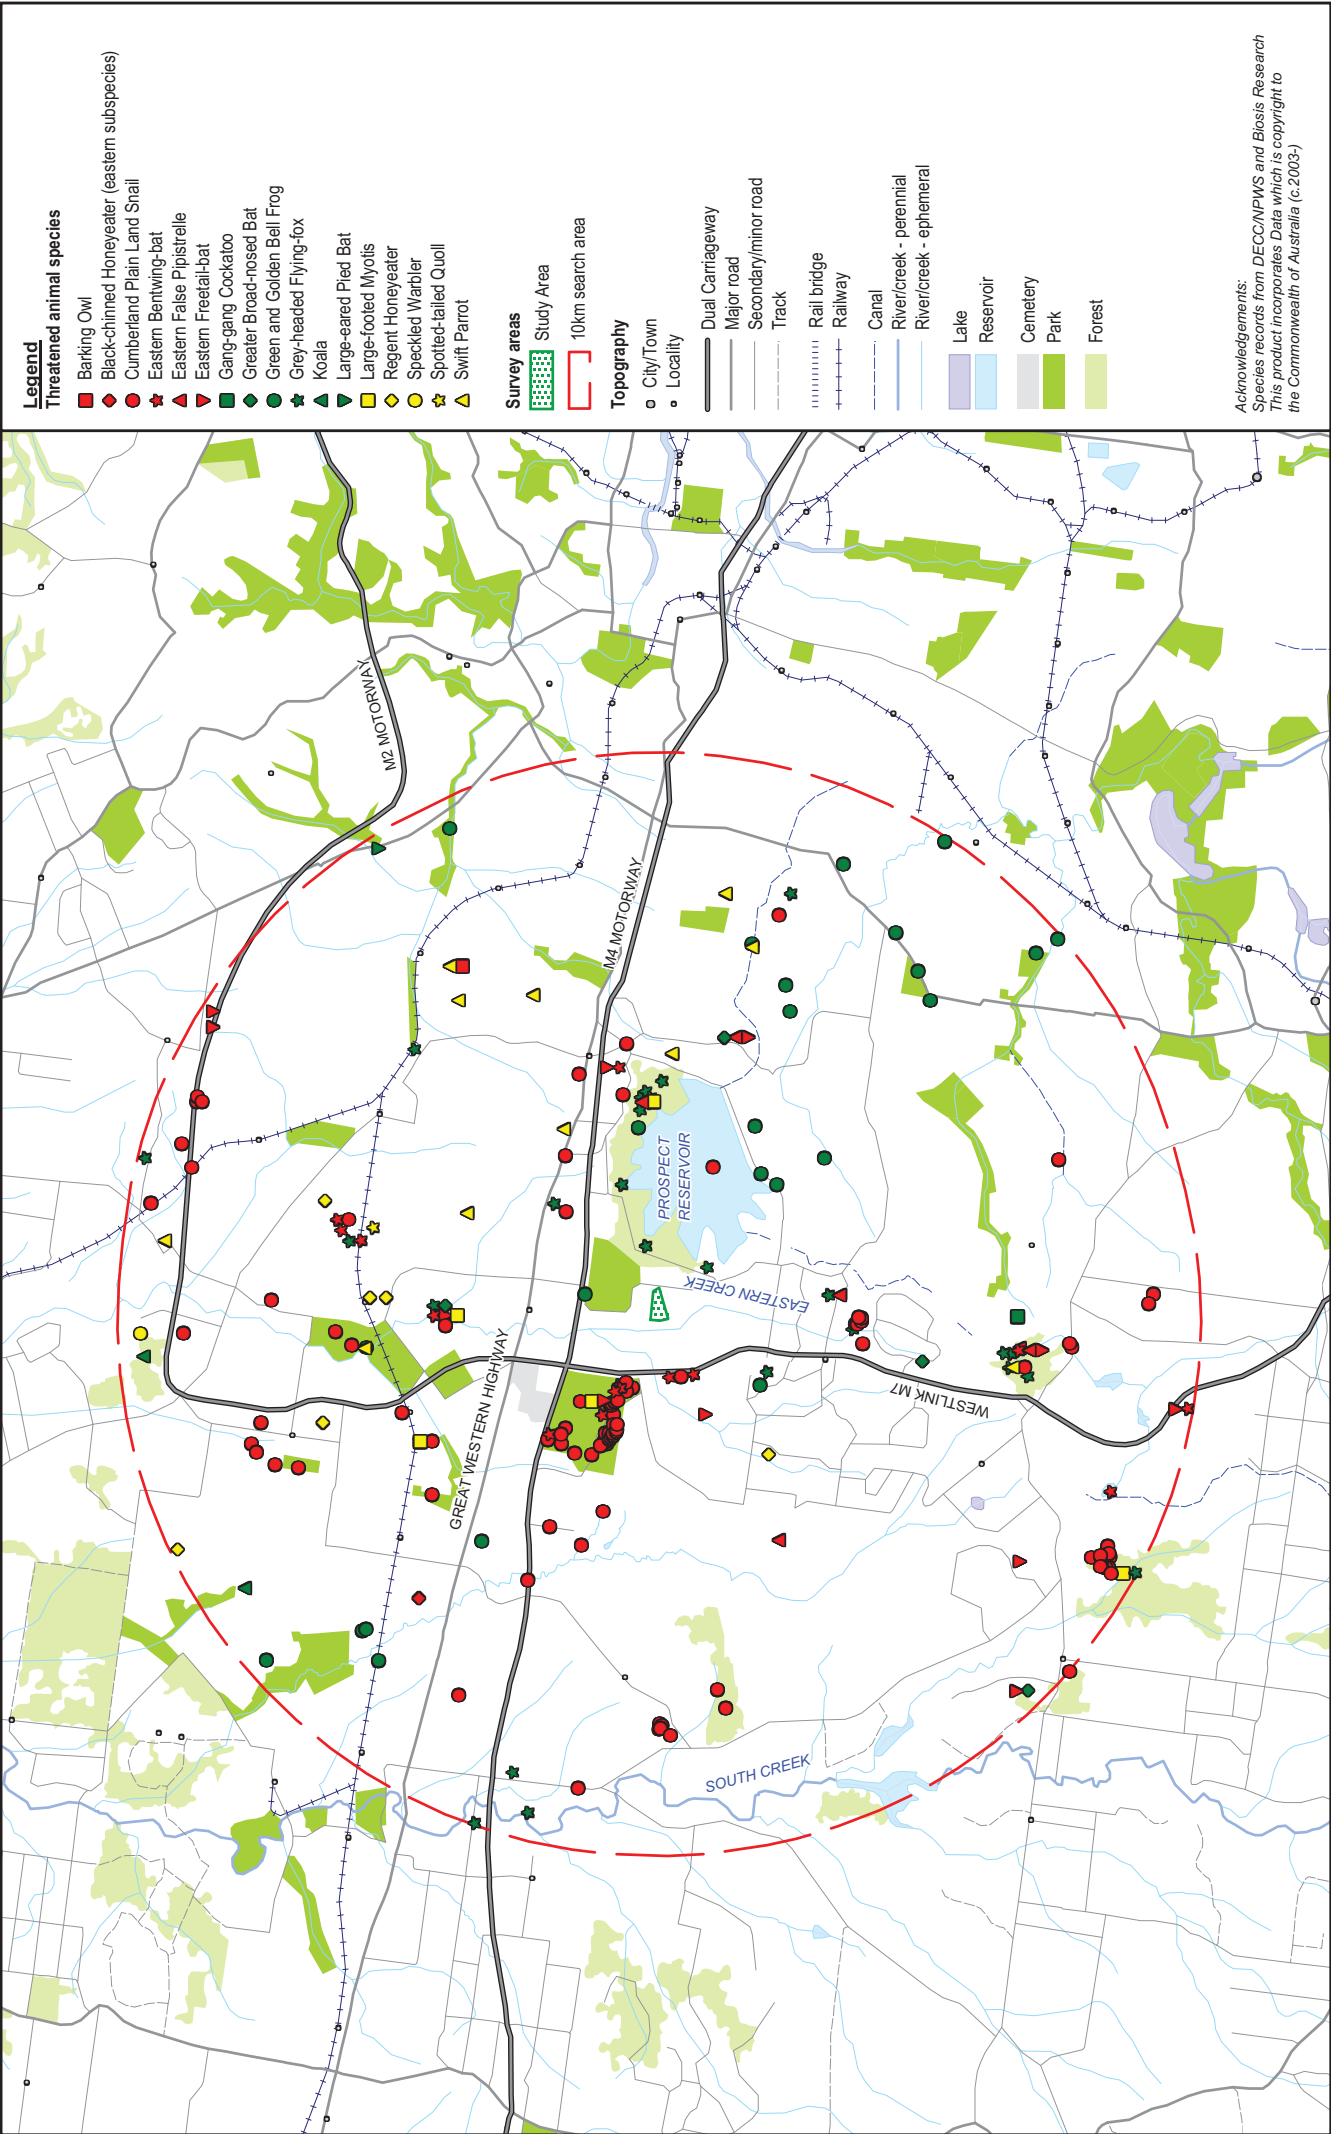 Legend
Threatened animal species
Barking Owl
Black-chinned Honeyeater (eastern subspecies)
Cumberland Plain Land Snail
Eastern Bentwing-bat
Eastern False Pipistrelle
Eastern Freetail-bat
Gang-gang Cockatoo
Greater Broad-nosed Bat
Green and Golden Bell Frog
Grey-headed Flying-fox
Koala
Large-eared Pied Bat
Large-footed Myotis
Regent Honeyeater
Speckled Warbler
Spotted-tailed Quoll
Swift Parrot
Survey areas
Study Area
10km search area
Topography
City/Town
Locality
Dual Carriageway
Major road
Secondary/minor road
Track
Rail bridge
Railway
Canal
River/creek - perennial
River/creek - ephemeral
Lake
Reservoir
Cemetery
Park
Forest
Acknowledgements:
Species records from DECC/NPWS and Biosis Research
This product incorporates Data which is copyright to
the Commonwealth of Australia (c.2003-)
M2 MOTORWAY
M4 MOTORWAY
PROSPECT
RESERVOIR
EASTERN CREEK
GREAT WESTERN HIGHWAY
WESTLINK M7
SOUTH CREEK